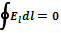 ∮E_l dl = 0